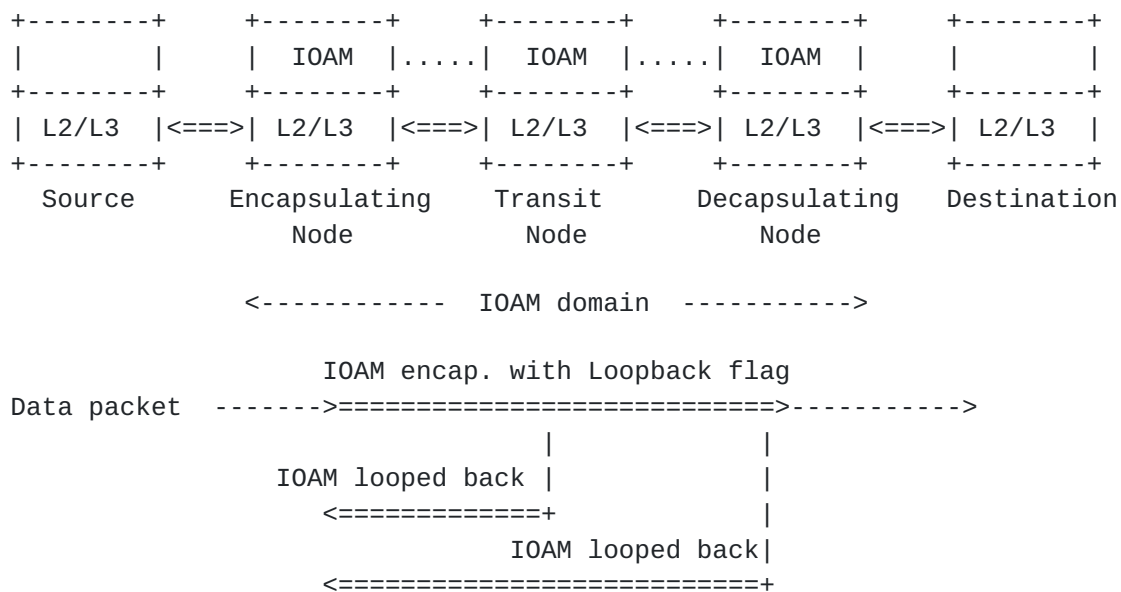 +--------+     +--------+     +--------+     +--------+     +--------+
|        |     |  IOAM  |.....|  IOAM  |.....|  IOAM  |     |        |
+--------+     +--------+     +--------+     +--------+     +--------+
| L2/L3  |<===>| L2/L3  |<===>| L2/L3  |<===>| L2/L3  |<===>| L2/L3  |
+--------+     +--------+     +--------+     +--------+     +--------+
  Source      Encapsulating    Transit      Decapsulating   Destination
                  Node           Node           Node

               <------------  IOAM domain  ----------->

                    IOAM encap. with Loopback flag
Data packet  ------->============================>----------->
                                  |             |
                 IOAM looped back |             |
                    <=============+             |
                                IOAM looped back|
                    <===========================+